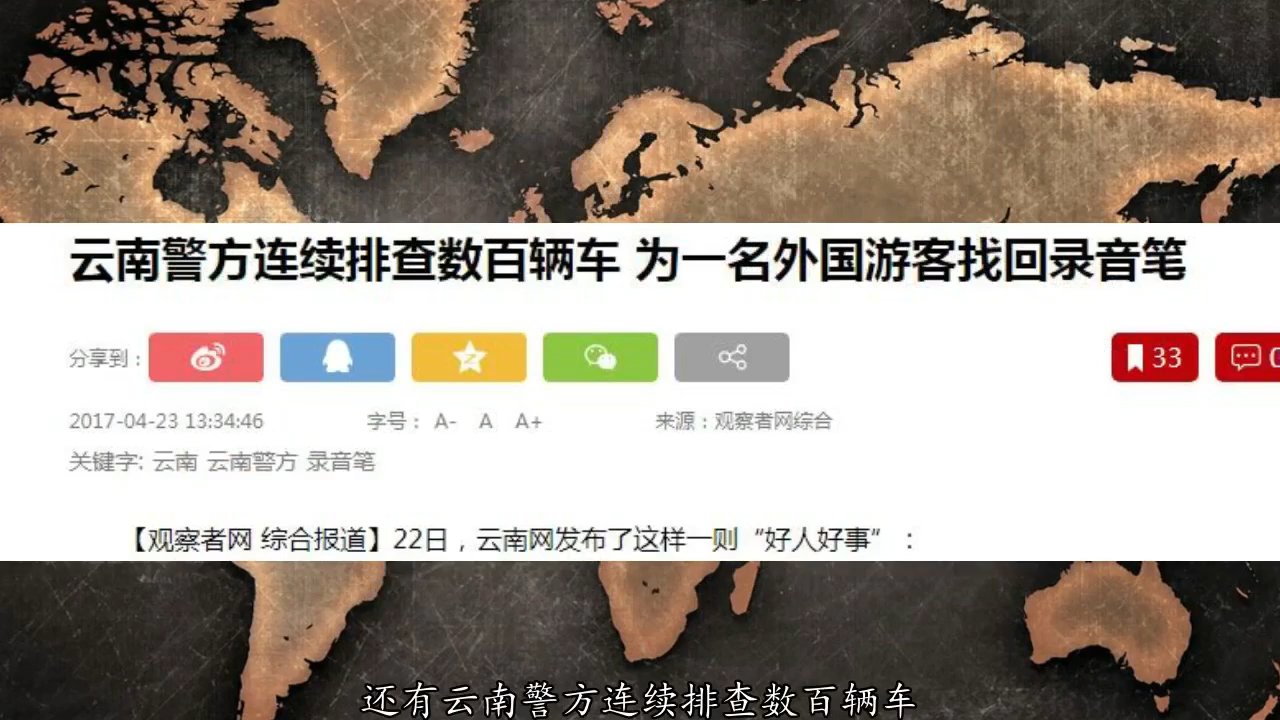 云南警方连续排查数百辆车 为一名外国游客找回录音笔
分享到：
33
2017-04-23 13:34:46 字号： A- A A+ 来源：观察者网综合
关键字: 云南 云南警方 录音笔
【观察者网 综合报道】22日，云南网发布了这样一则“好人好事”：
还有云南警方连续排查数百辆车